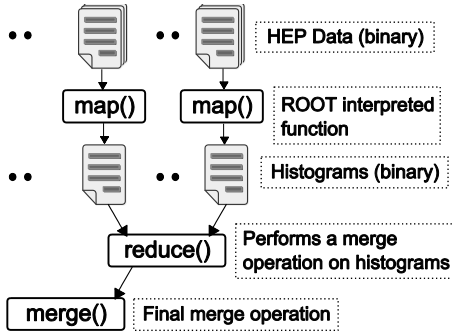 HEP Data (binary)
map()
map()
ROOT interpreted
function
Histograms (binary)
reduce()
Performs a merge
operation on histograms
merge()
Final merge operation